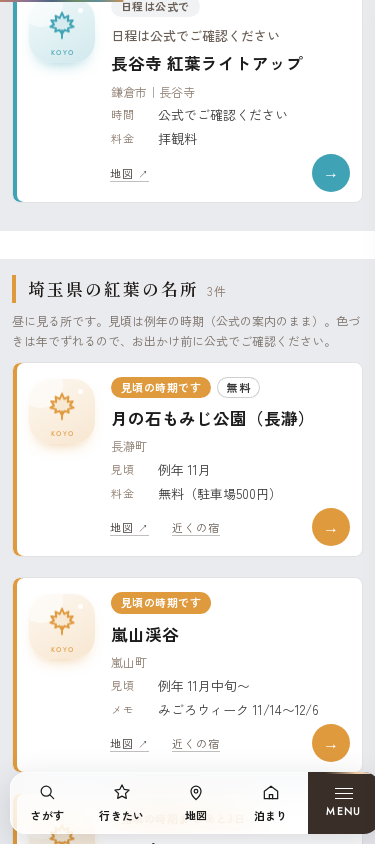 日程は公式で
日程は公式でご確認ください
長谷寺 紅葉ライトアップ
KOYO
鎌倉市｜長谷寺
時間 公式でご確認ください
料金 拝観料
地図 ↗
→
埼玉県の紅葉の名所 3件
昼に見る所です。見頃は例年の時期（公式の案内のまま）。色づ
きは年でずれるので、お出かけ前に公式でご確認ください。
見頃の時期です 無料
月の石もみじ公園（長瀞）
KOYO
長瀞町
見頃 例年 11月
料金 無料（駐車場500円）
地図 ↗ 近くの宿
→
見頃の時期です
嵐山渓谷
KOYO
嵐山町
見頃 例年 11月中旬〜
メモ みごろウィーク 11/14〜12/6
地図 ↗ 近くの宿
→
さがす 行きたい 地図 泊まり MENU